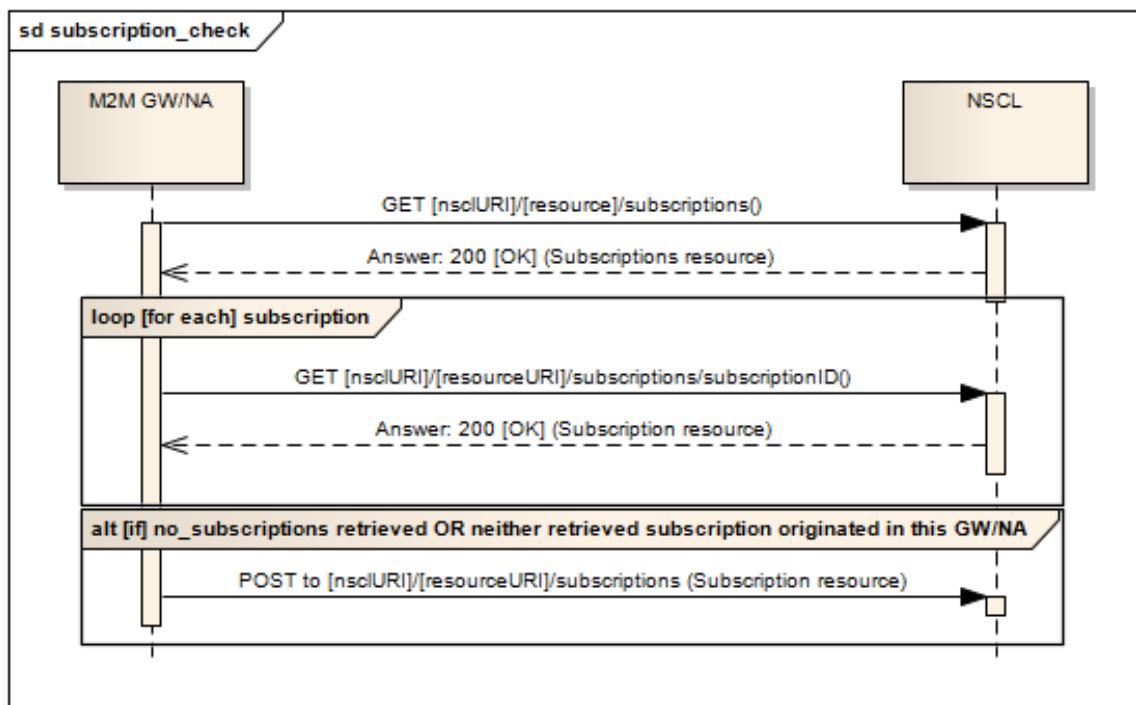 sd subscription_check
M2M GW/NA
NSCL
GET [nsclURI]/[resource]/subscriptions()
Answer: 200 [OK] (Subscriptions resource)
loop [for each] subscription
GET [nsclURI]/[resourceURI]/subscriptions/subscriptionID()
Answer: 200 [OK] (Subscription resource)
alt [if] no_subscriptions retrieved OR neither retrieved subscription originated in this GW/NA
POST to [nsclURI]/[resourceURI]/subscriptions (Subscription resource)